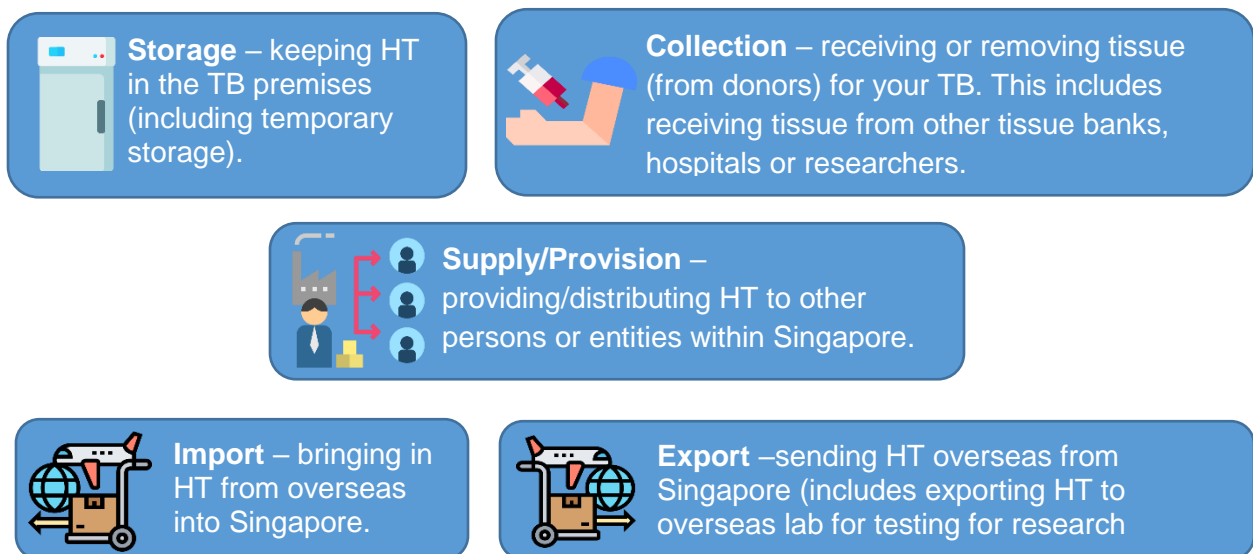 Storage – keeping HT
in the TB premises
(including temporary
storage).
Collection – receiving or removing tissue
(from donors) for your TB. This includes
receiving tissue from other tissue banks,
hospitals or researchers.
Supply/Provision –
providing/distributing HT to other
persons or entities within Singapore.
Import – bringing in
HT from overseas
into Singapore.
Export –sending HT overseas from
Singapore (includes exporting HT to
overseas lab for testing for research